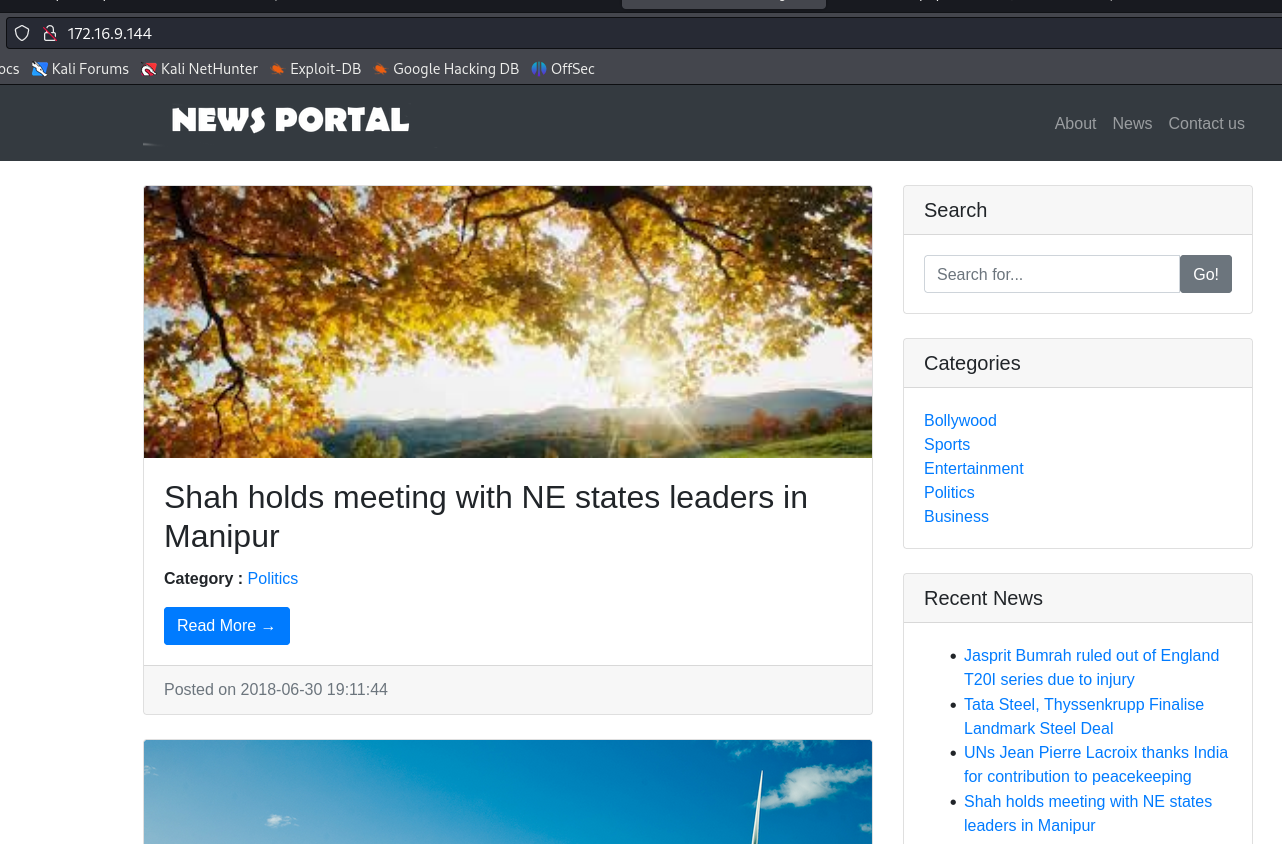 172.16.9.144
ocs Kali Forums Kali NetHunter Exploit-DB Google Hacking DB OffSec
NEWS PORTAL
About News Contact us
Search
Search for...
Go!
Categories
Bollywood
Sports
Entertainment
Politics
Business
Shah holds meeting with NE states leaders in
Manipur
Category : Politics
Read More →
Posted on 2018-06-30 19:11:44
Recent News
Jasprit Bumrah ruled out of England
T20I series due to injury
Tata Steel, Thyssenkrupp Finalise
Landmark Steel Deal
UNs Jean Pierre Lacroix thanks India
for contribution to peacekeeping
Shah holds meeting with NE states
leaders in Manipur